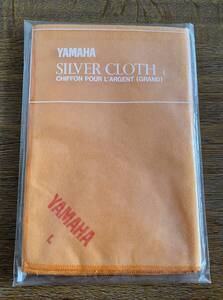 YAMAHA
SILVER CLOTH L
CHIFFON POUR L'ARGENT (GRAND)
YAMAHA
L